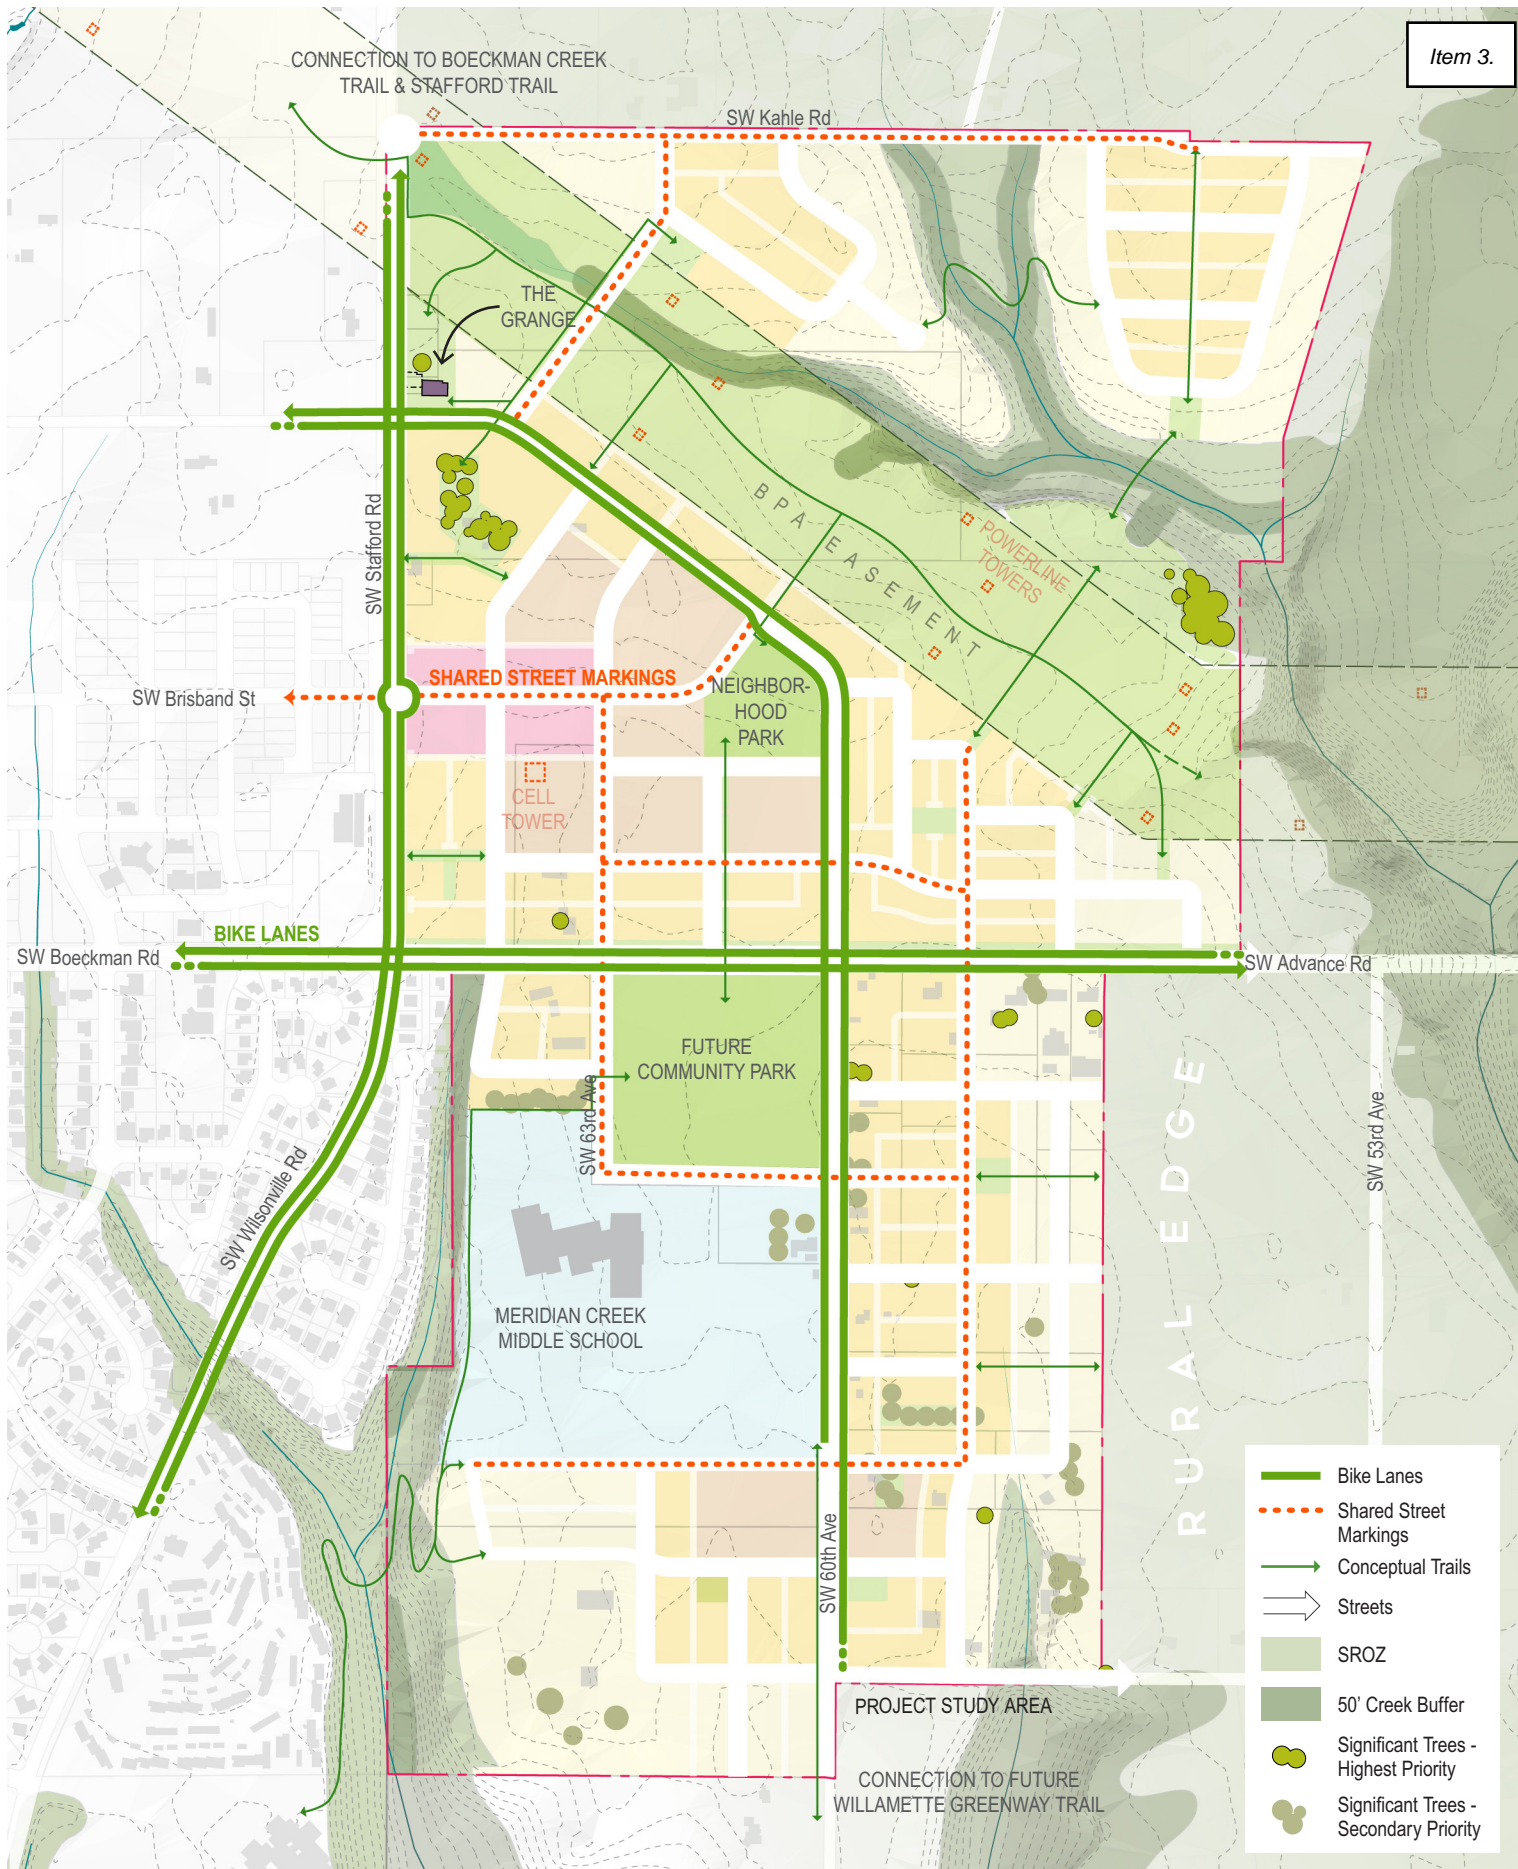 Item 3.
CONNECTION TO BOECKMAN CREEK
TRAIL & STAFFORD TRAIL
SW Kahle Rd
THE
GRANGE
SW Stafford Rd
BPA EASEMENT
POWERLINE
TOWERS
SHARED STREET MARKINGS
SW Brisband St
NEIGHBOR-
HOOD
PARK
CELL
TOWER
BIKE LANES
SW Boeckman Rd
SW Advance Rd
FUTURE
COMMUNITY PARK
SW 63rd Ave
SW Wilsonville Rd
SW 53rd Ave
RURAL EDGE
MERIDIAN CREEK
MIDDLE SCHOOL
SW 60th Ave
PROJECT STUDY AREA
CONNECTION TO FUTURE
WILLAMETTE GREENWAY TRAIL
Bike Lanes
Shared Street
Markings
Conceptual Trails
Streets
SROZ
50’ Creek Buffer
Significant Trees -
Highest Priority
Significant Trees -
Secondary Priority